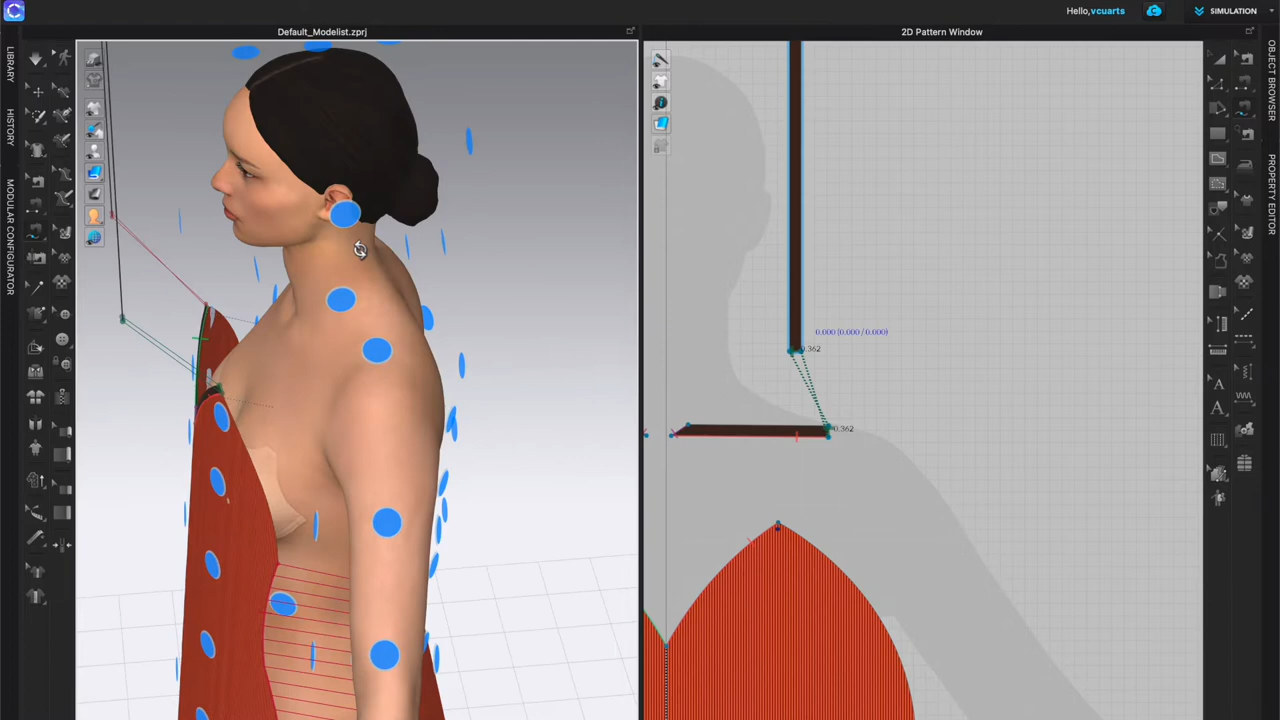 Hello,vcuarts
SIMULATION
Default_Modelist.zprj
2D Pattern Window
LIBRARY
HISTORY
MODULAR CONFIGURATOR
OBJECT BROWSER
PROPERTY EDITOR
0.000 (0.000 / 0.000)
0.362
0.362